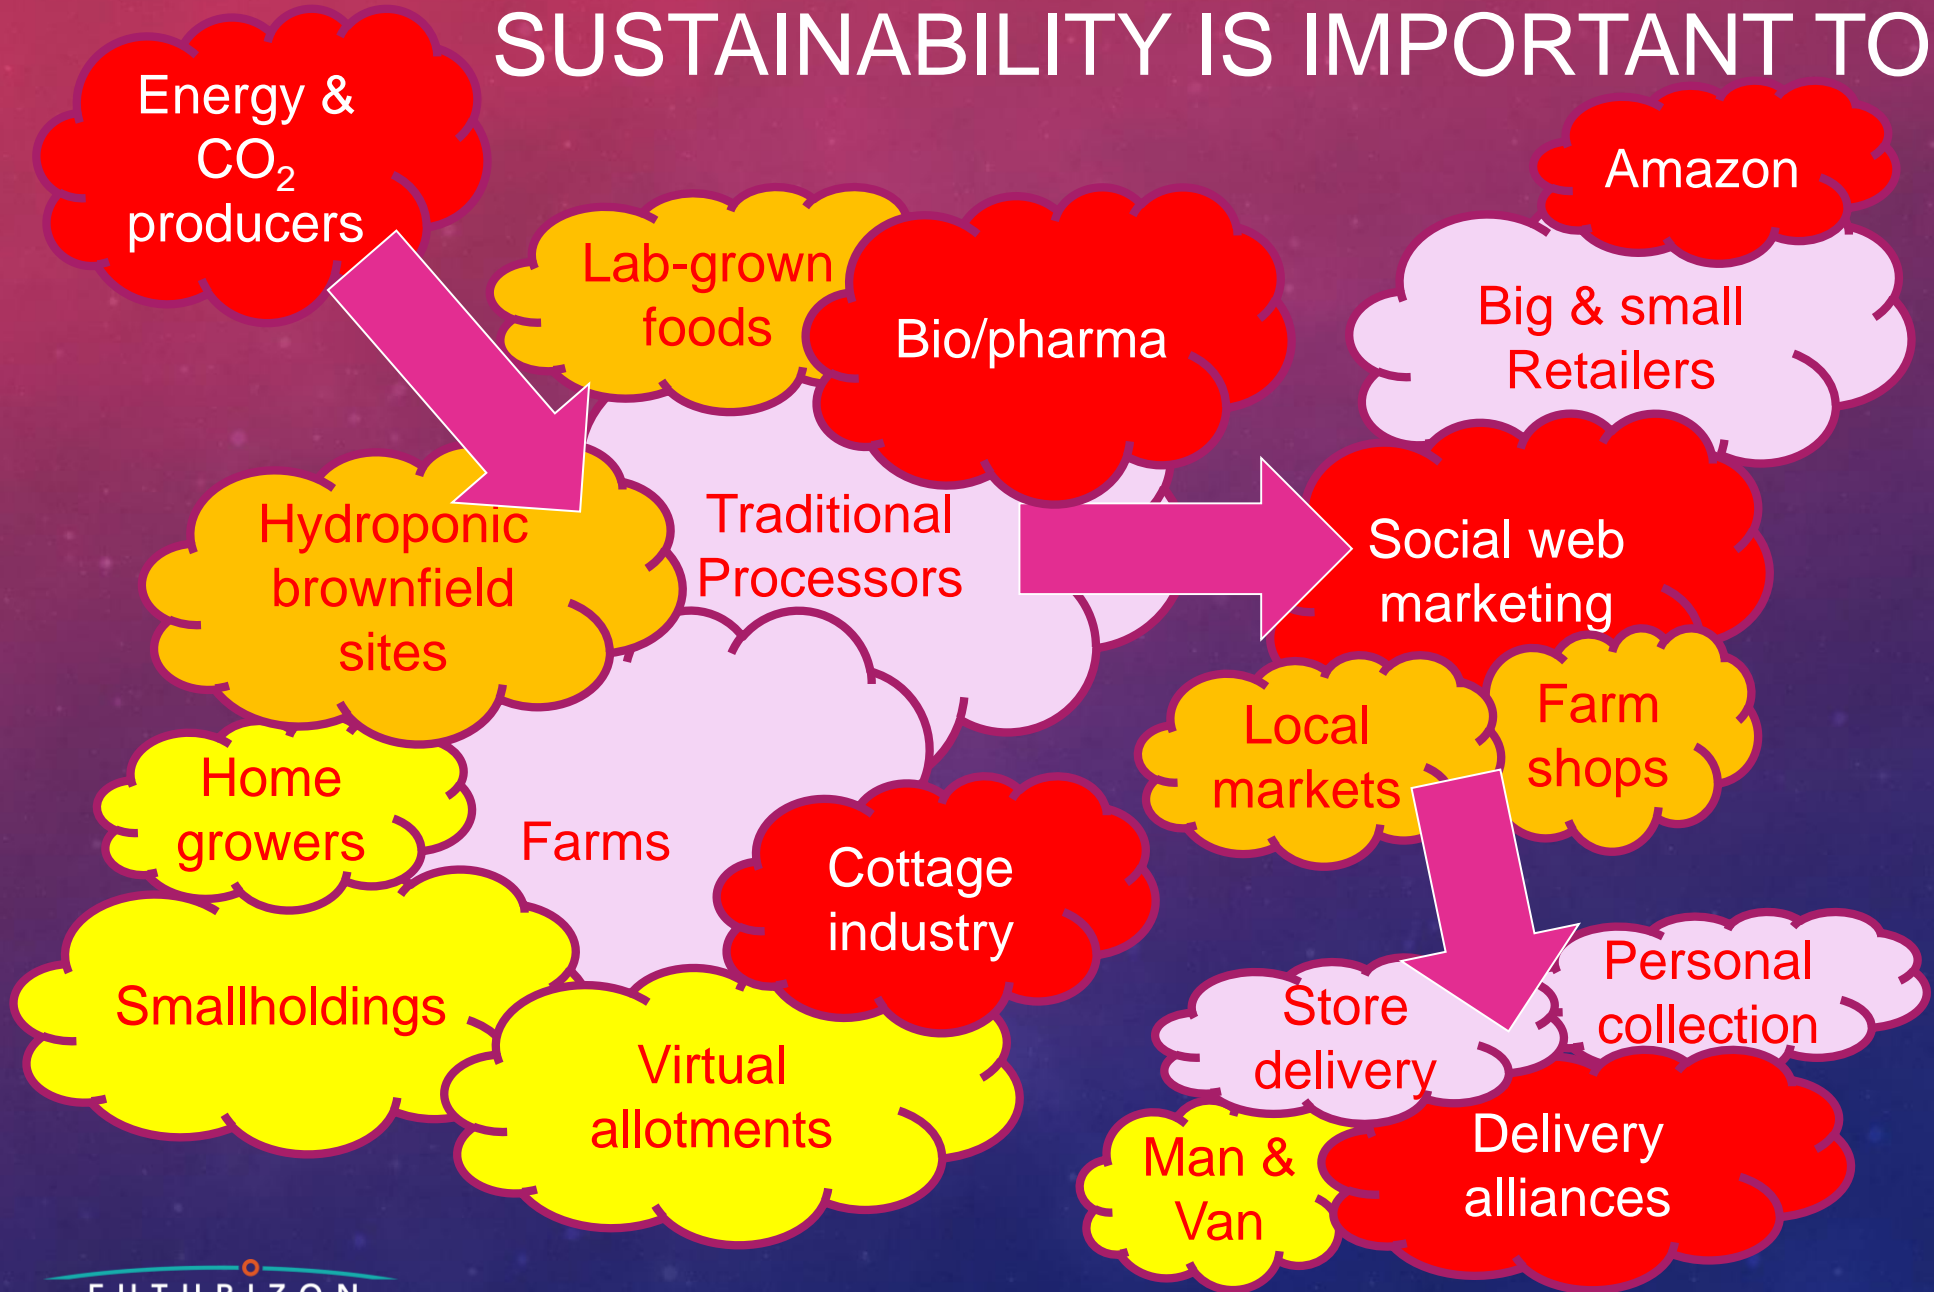 SUSTAINABILITY IS IMPORTANT TO
Energy &
CO₂
producers
Amazon
Lab-grown
foods
Bio/pharma
Big & small
Retailers
Hydroponic
brownfield
sites
Traditional
Processors
Social web
marketing
Local
markets
Farm
shops
Home
growers
Farms
Cottage
industry
Smallholdings
Virtual
allotments
Store
delivery
Personal
collection
Man &
Van
Delivery
alliances
FUTURIZON